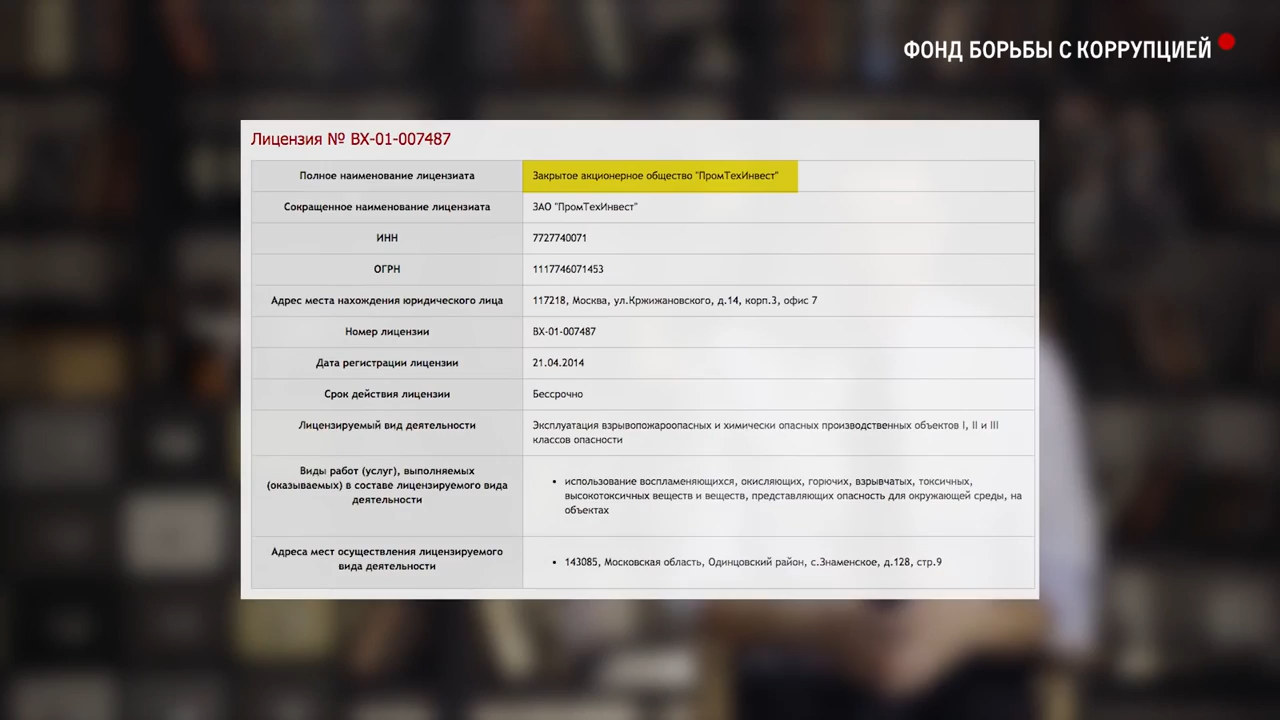 ФОНД БОРЬБЫ С КОРРУПЦИЕЙ
Лицензия № ВХ-01-007487
Полное наименование лицензиата
Закрытое акционерное общество "ПромТехИнвест"
Сокращенное наименование лицензиата
ЗАО "ПромТехИнвест"
ИНН
7727740071
ОГРН
1117746071453
Адрес места нахождения юридического лица
117218, Москва, ул.Кржижановского, д.14, корп.3, офис 7
Номер лицензии
ВХ-01-007487
Дата регистрации лицензии
21.04.2014
Срок действия лицензии
Бессрочно
Лицензируемый вид деятельности
Эксплуатация взрывопожароопасных и химически опасных производственных объектов I, II и III
классов опасности
Виды работ (услуг), выполняемых
(оказываемых) в составе лицензируемого вида
деятельности
• использование воспламеняющихся, окисляющих, горючих, взрывчатых, токсичных,
высокотоксичных веществ и веществ, представляющих опасность для окружающей среды, на
объектах
Адреса мест осуществления лицензируемого
вида деятельности
• 143085, Московская область, Одинцовский район, с.Знаменское, д.128, стр.9